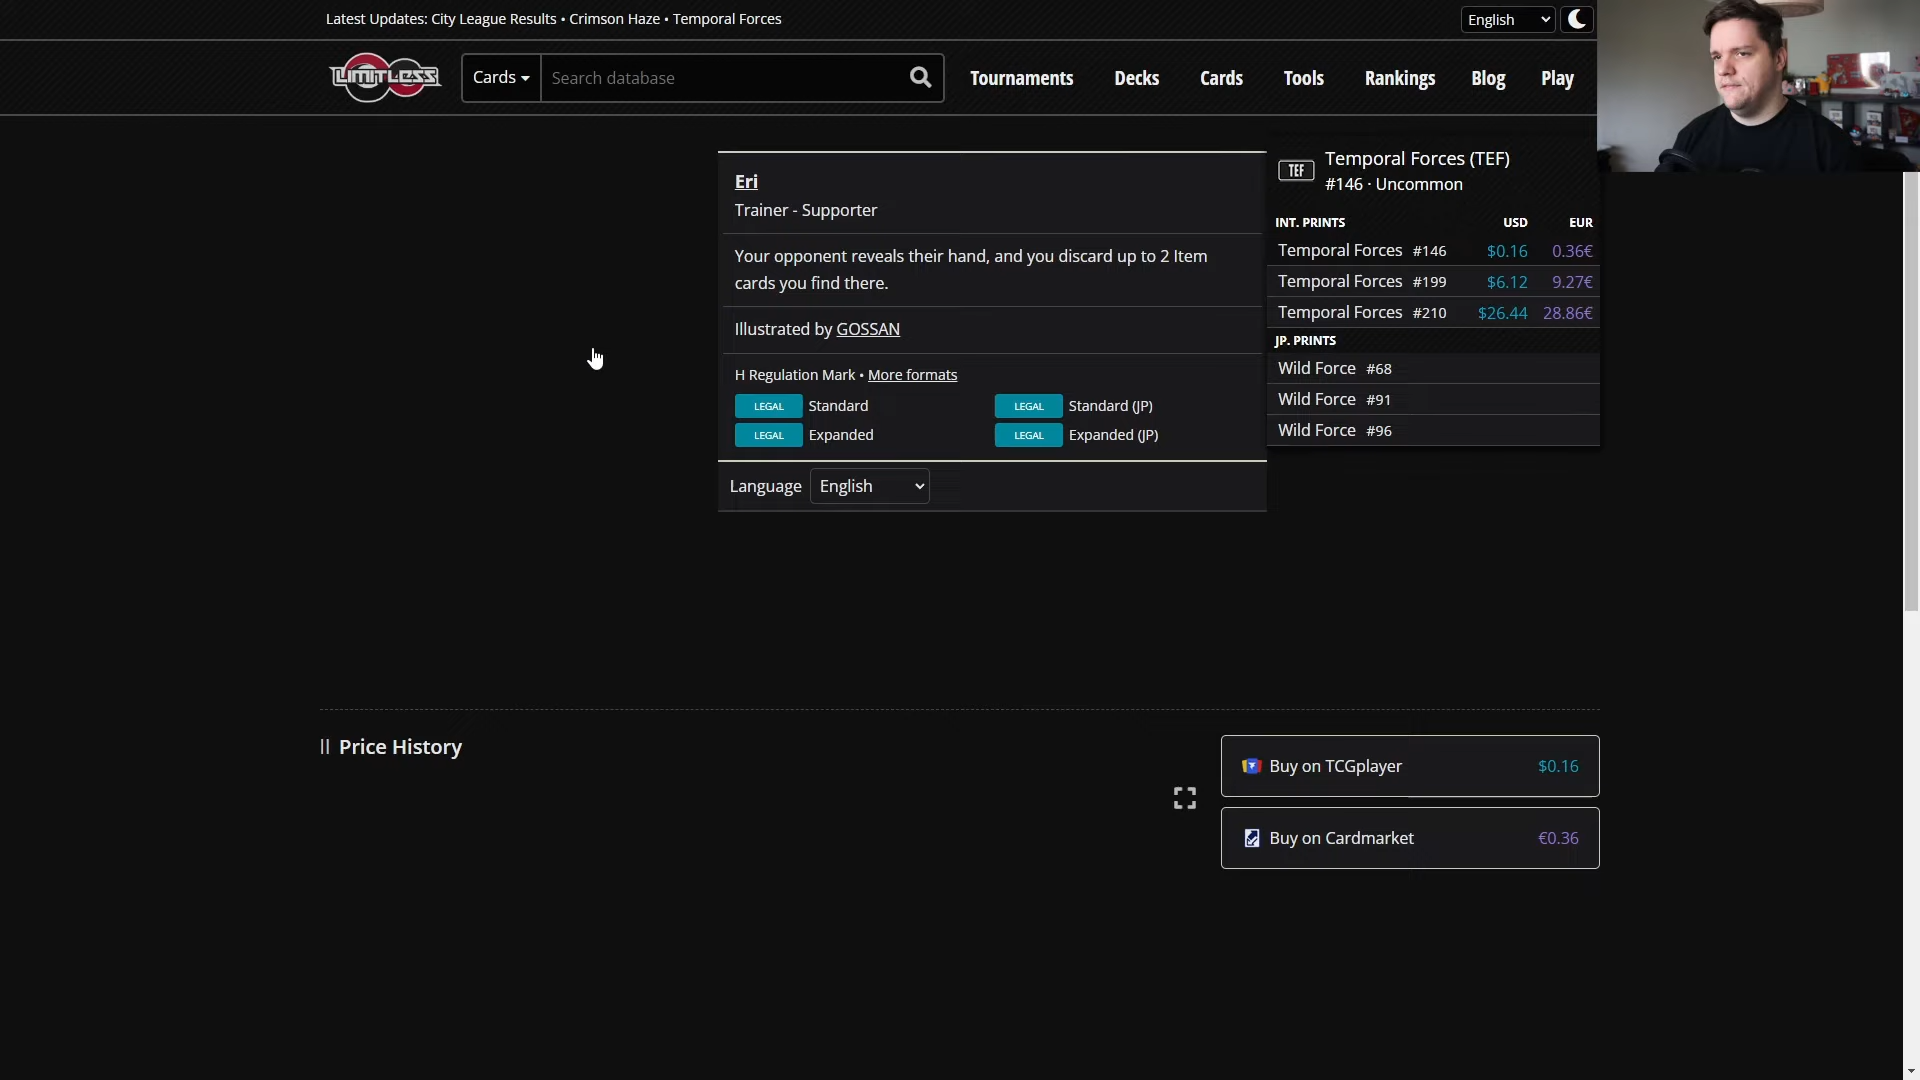 Latest Updates: City League Results • Crimson Haze • Temporal Forces
English
LIMITLESS
Cards
Search database
Tournaments
Decks
Cards
Tools
Rankings
Blog
Play
Eri
Trainer - Supporter
Your opponent reveals their hand, and you discard up to 2 Item
cards you find there.
Illustrated by GOSSAN
H Regulation Mark • More formats
LEGAL Standard
LEGAL Standard (JP)
LEGAL Expanded
LEGAL Expanded (JP)
Language English
TEF
Temporal Forces (TEF)
#146 · Uncommon
INT. PRINTS USD EUR
Temporal Forces #146 $0.16 0.36€
Temporal Forces #199 $6.12 9.27€
Temporal Forces #210 $26.44 28.86€
JP. PRINTS
Wild Force #68
Wild Force #91
Wild Force #96
Price History
Buy on TCGplayer $0.16
Buy on Cardmarket €0.36